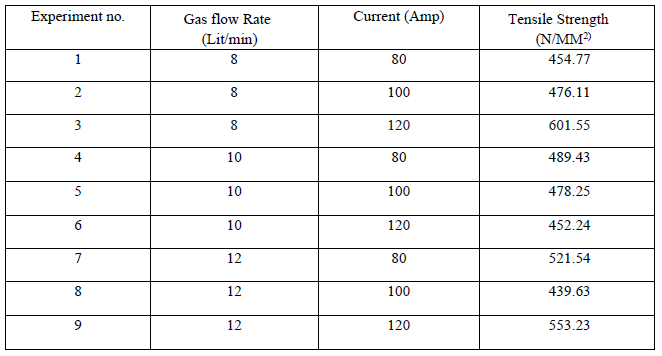 Experiment no. Gas flow Rate (Lit/min) Current (Amp) Tensile Strength (N/MM²⁾
1 8 80 454.77
2 8 100 476.11
3 8 120 601.55
4 10 80 489.43
5 10 100 478.25
6 10 120 452.24
7 12 80 521.54
8 12 100 439.63
9 12 120 553.23